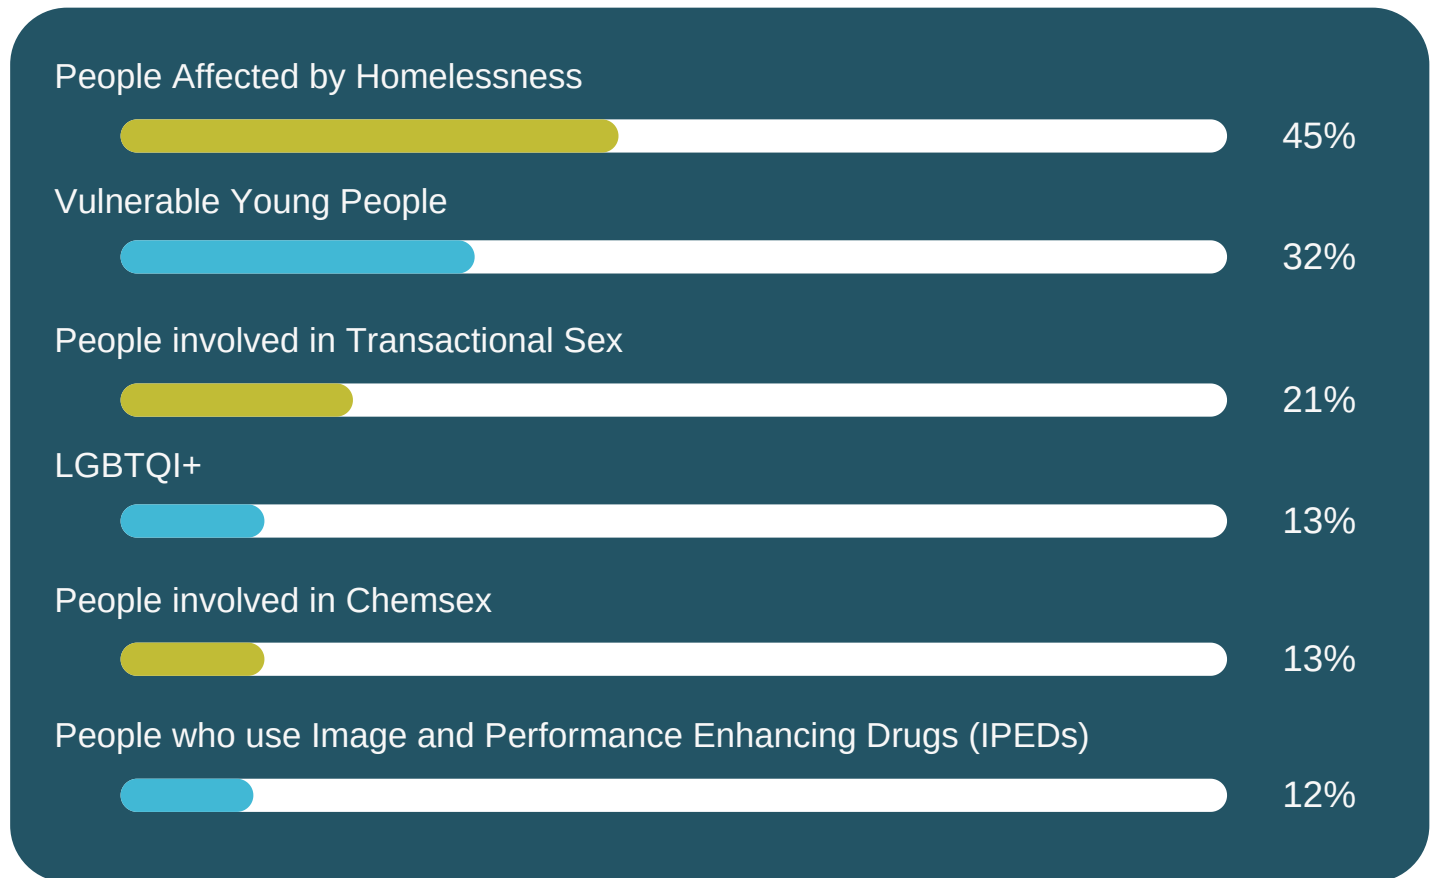 People Affected by Homelessness
45%
Vulnerable Young People
32%
People involved in Transactional Sex
21%
LGBTQI+
13%
People involved in Chemsex
13%
People who use Image and Performance Enhancing Drugs (IPEDs)
12%